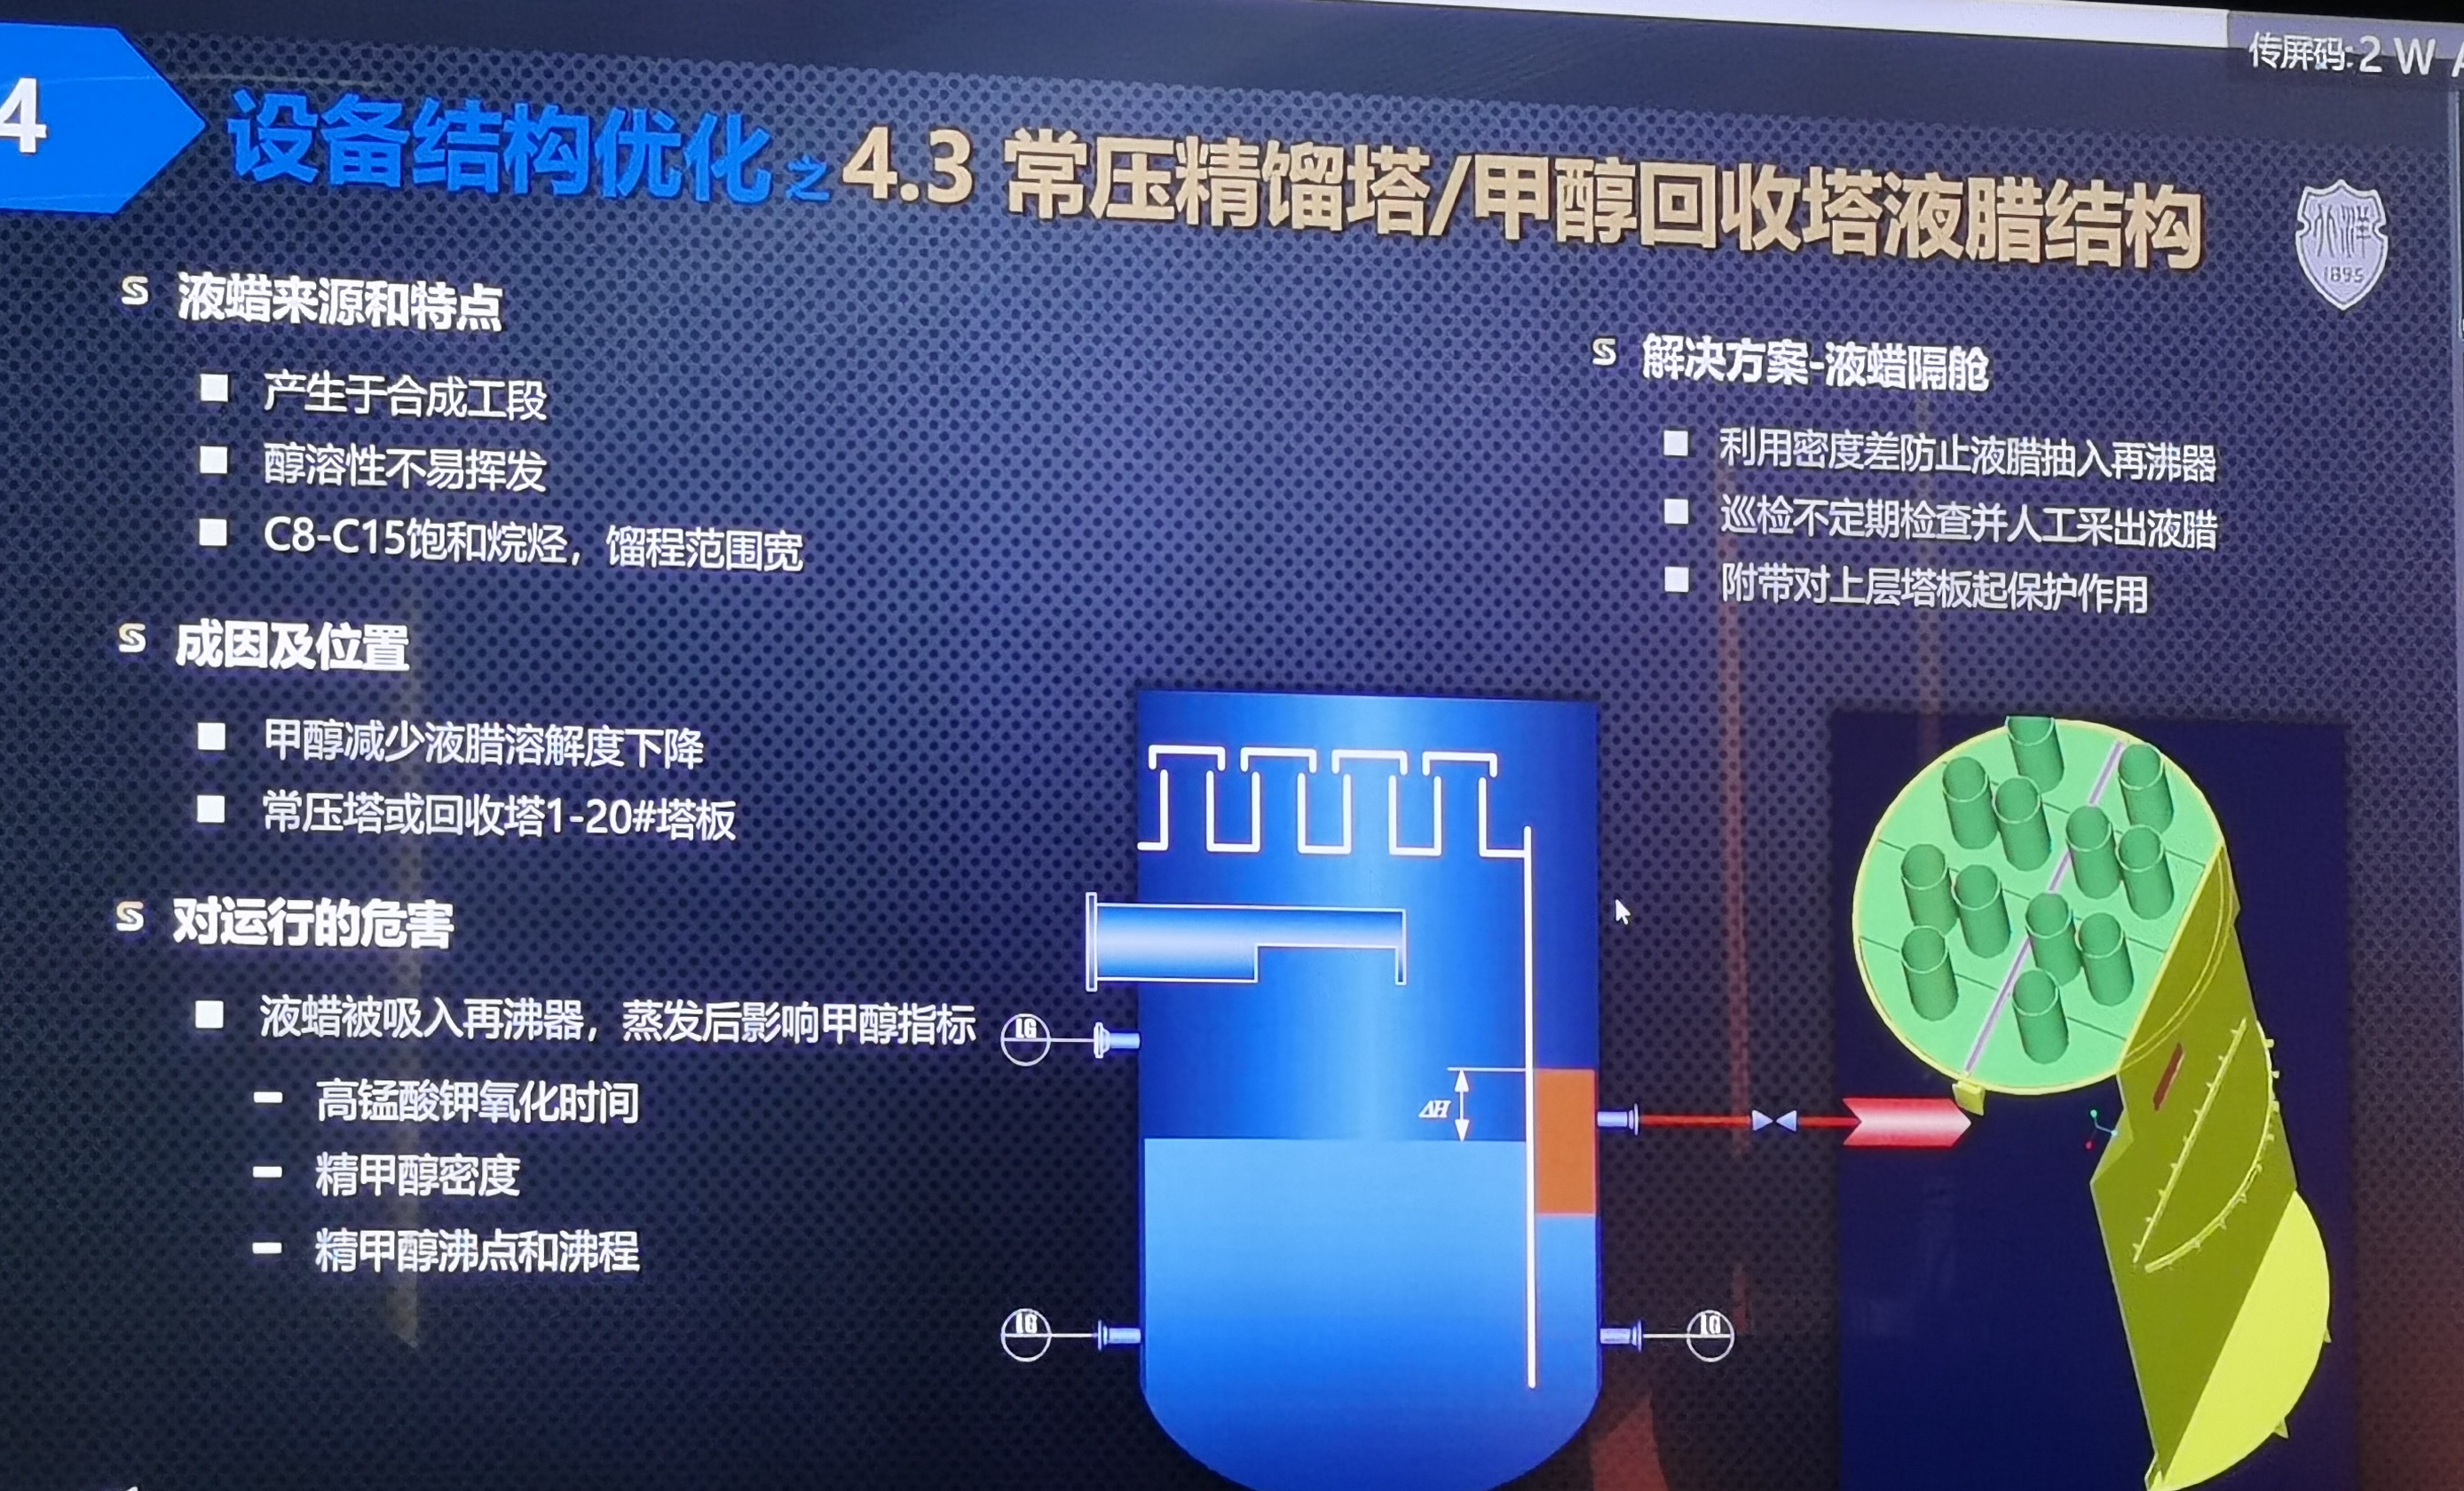 传屏码:2 W
4
设备结构优化之4.3 常压精馏塔/甲醇回收塔液腊结构
北洋
1895
液蜡来源和特点
产生于合成工段
醇溶性不易挥发
C8-C15饱和烷烃，馏程范围宽
成因及位置
甲醇减少液腊溶解度下降
常压塔或回收塔1-20#塔板
对运行的危害
液蜡被吸入再沸器，蒸发后影响甲醇指标
高锰酸钾氧化时间
精甲醇密度
精甲醇沸点和沸程
解决方案-液蜡隔舱
利用密度差防止液腊抽入再沸器
巡检不定期检查并人工采出液腊
附带对上层塔板起保护作用
LG
ΔH
LG
LG